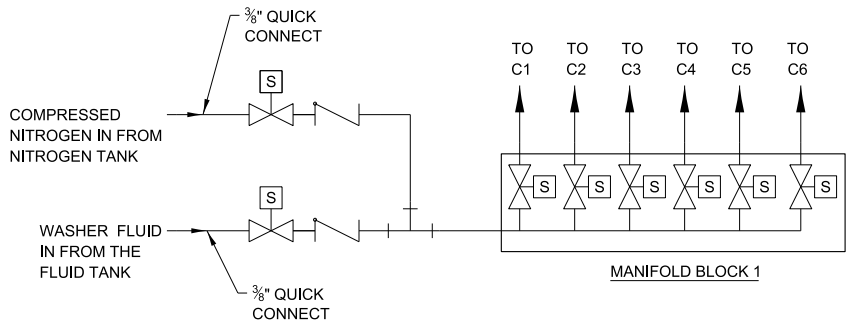 ⅜" QUICK
CONNECT
TO
C1
TO
C2
TO
C3
TO
C4
TO
C5
TO
C6
S
COMPRESSED
NITROGEN IN FROM
NITROGEN TANK
S
S
S
S
S
S
S
WASHER FLUID
IN FROM THE
FLUID TANK
MANIFOLD BLOCK 1
⅜" QUICK
CONNECT